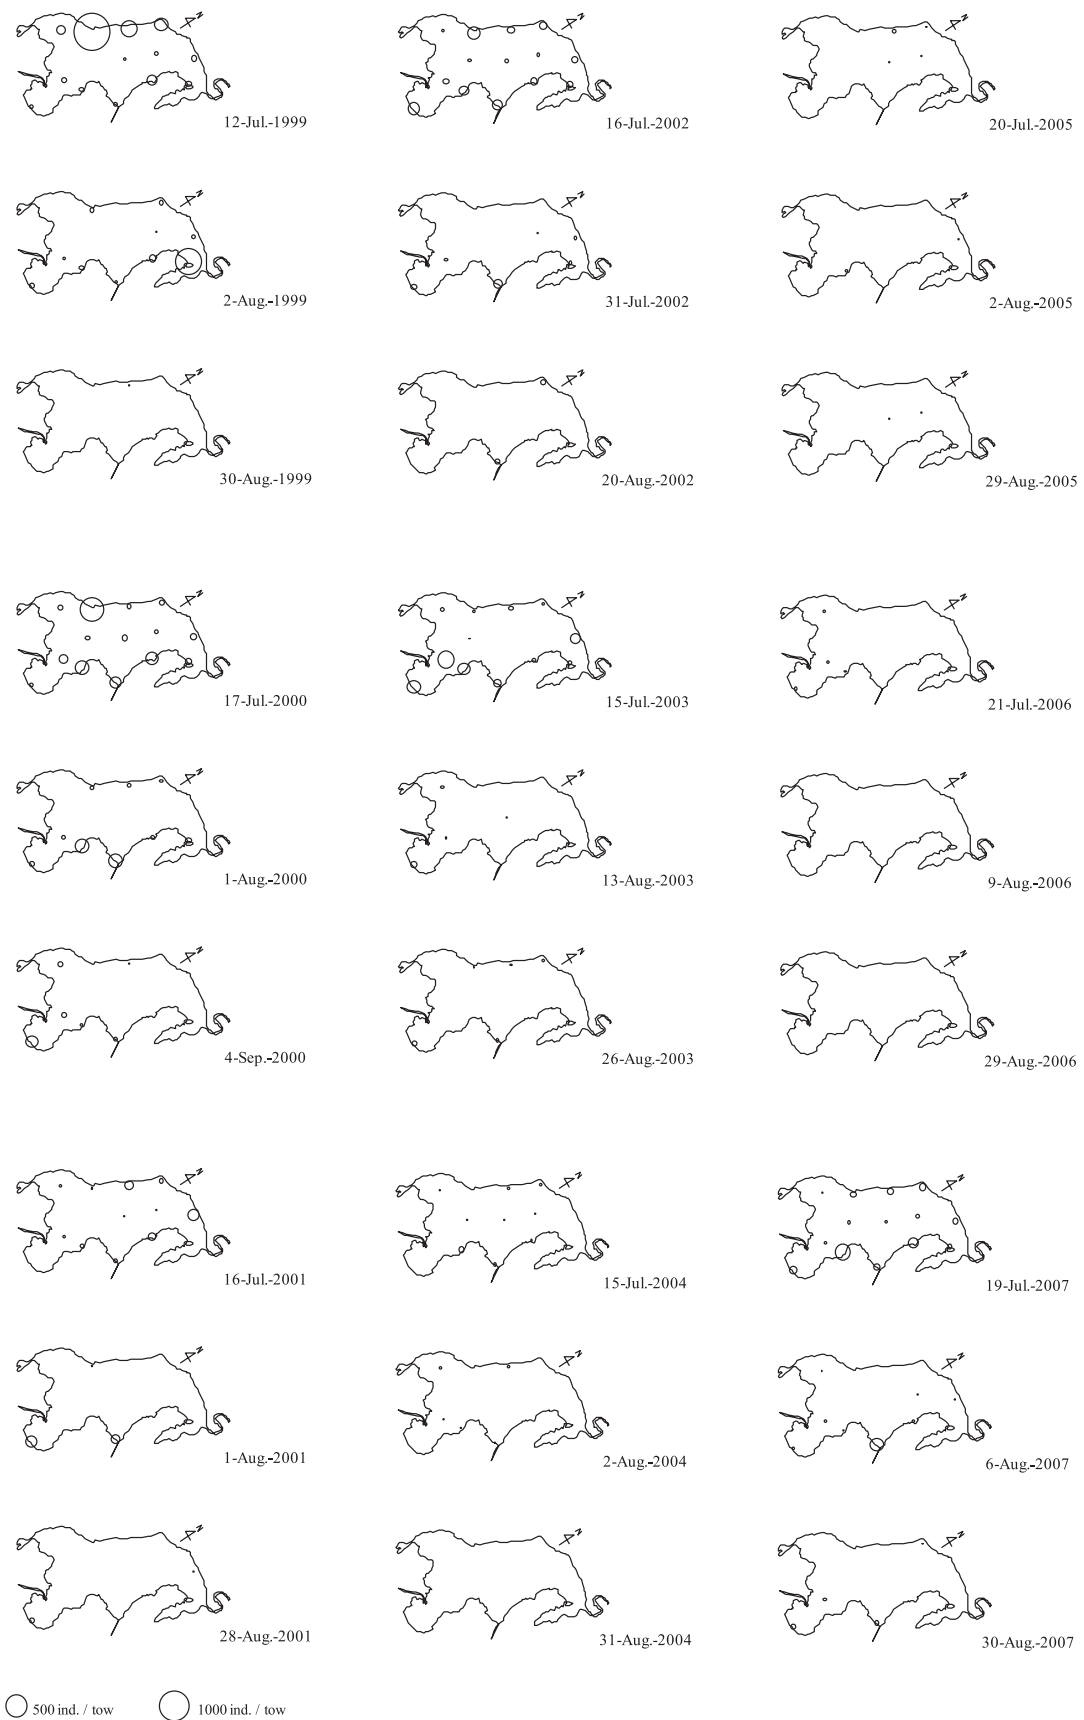 N N N
12-Jul.-1999 16-Jul.-2002 20-Jul.-2005
N N N
2-Aug.-1999 31-Jul.-2002 2-Aug.-2005
N N N
30-Aug.-1999 20-Aug.-2002 29-Aug.-2005
N N N
17-Jul.-2000 15-Jul.-2003 21-Jul.-2006
N N N
1-Aug.-2000 13-Aug.-2003 9-Aug.-2006
N N N
4-Sep.-2000 26-Aug.-2003 29-Aug.-2006
N N N
16-Jul.-2001 15-Jul.-2004 19-Jul.-2007
N N N
1-Aug.-2001 2-Aug.-2004 6-Aug.-2007
N N N
28-Aug.-2001 31-Aug.-2004 30-Aug.-2007
500 ind. / tow 1000 ind. / tow